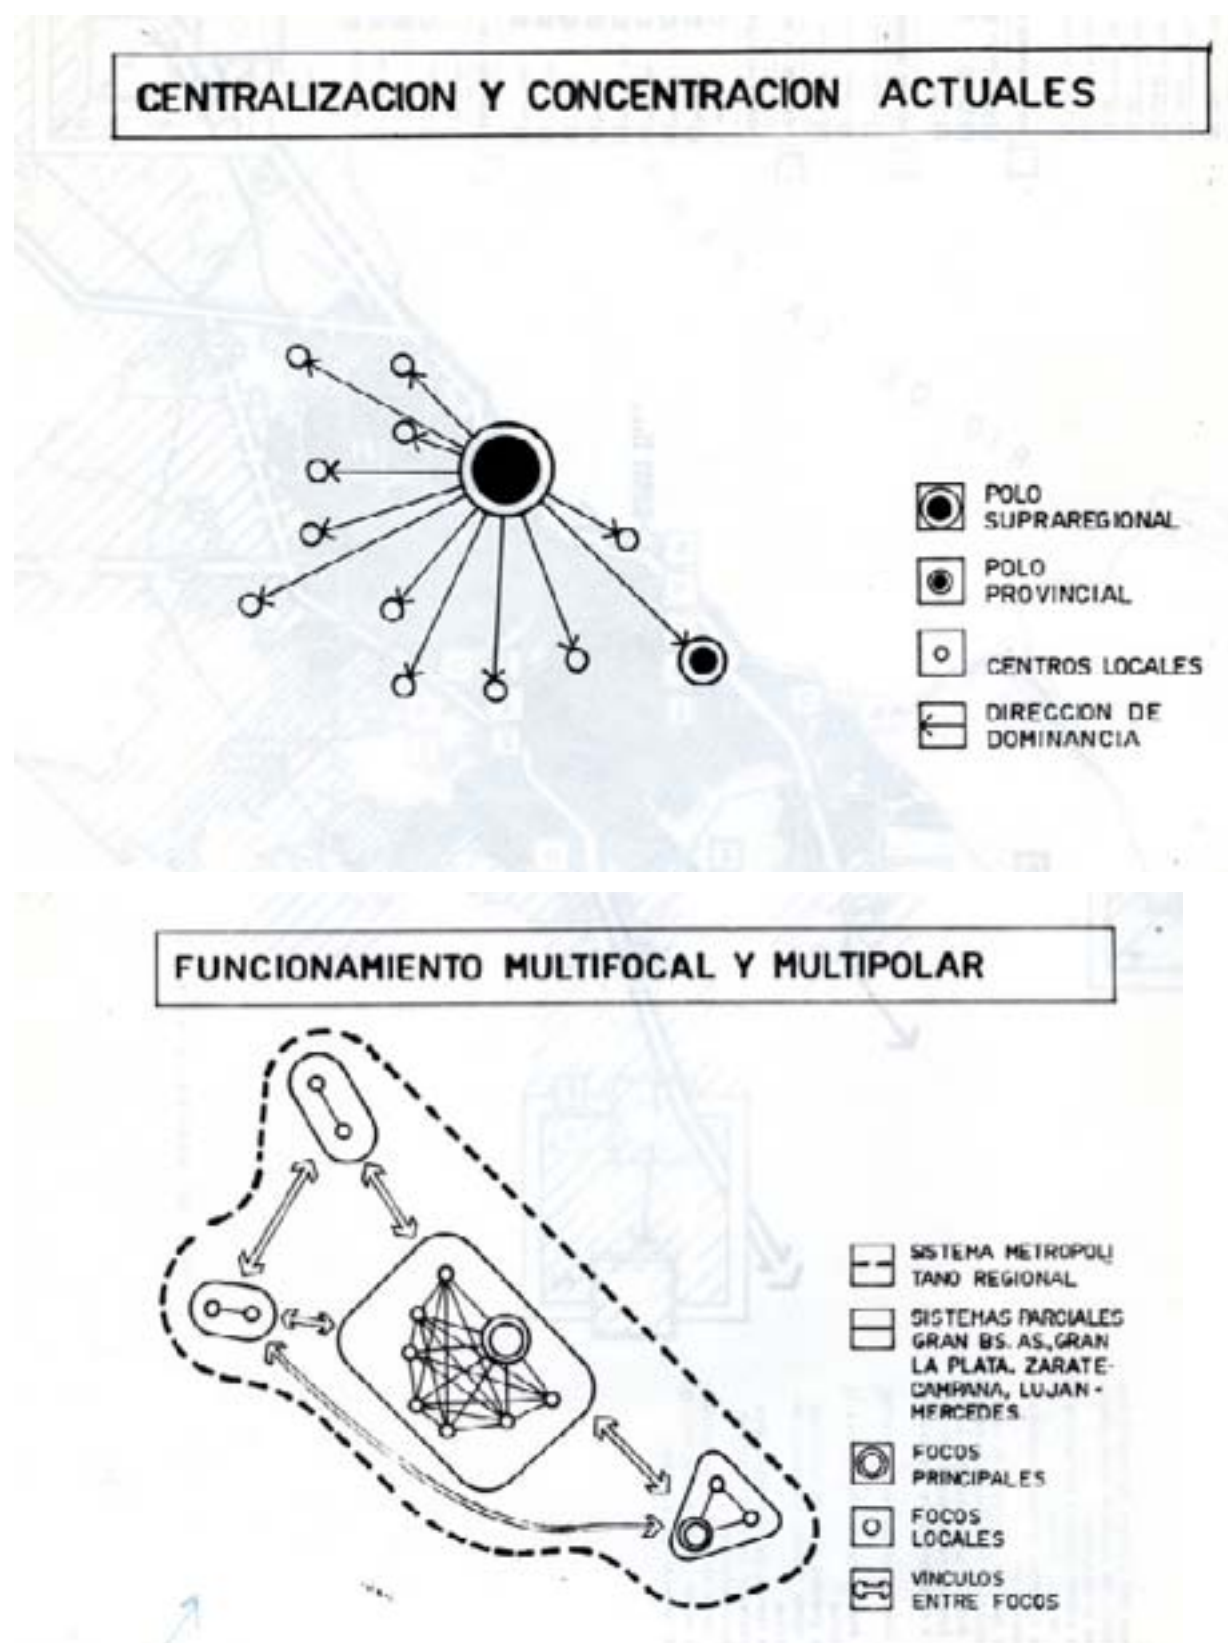 CENTRALIZACION Y CONCENTRACION ACTUALES
POLO
SUPRAREGIONAL
POLO
PROVINCIAL
CENTROS LOCALES
DIRECCION DE
DOMINANCIA
FUNCIONAMIENTO MULTIFOCAL Y MULTIPOLAR
SISTEMA METROPOLI
TANO REGIONAL
SISTEMAS PARCIALES
GRAN BS. AS., GRAN
LA PLATA, ZARATE-
CAMPANA, LUJAN-
MERCEDES.
FOCOS
PRINCIPALES
FOCOS
LOCALES
VINCULOS
ENTRE FOCOS